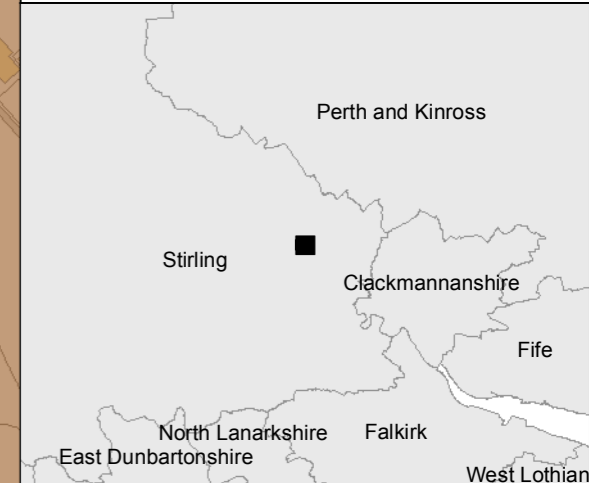 Perth and Kinross
Stirling
Clackmannanshire
Fife
North Lanarkshire
Falkirk
East Dunbartonshire
West Lothian